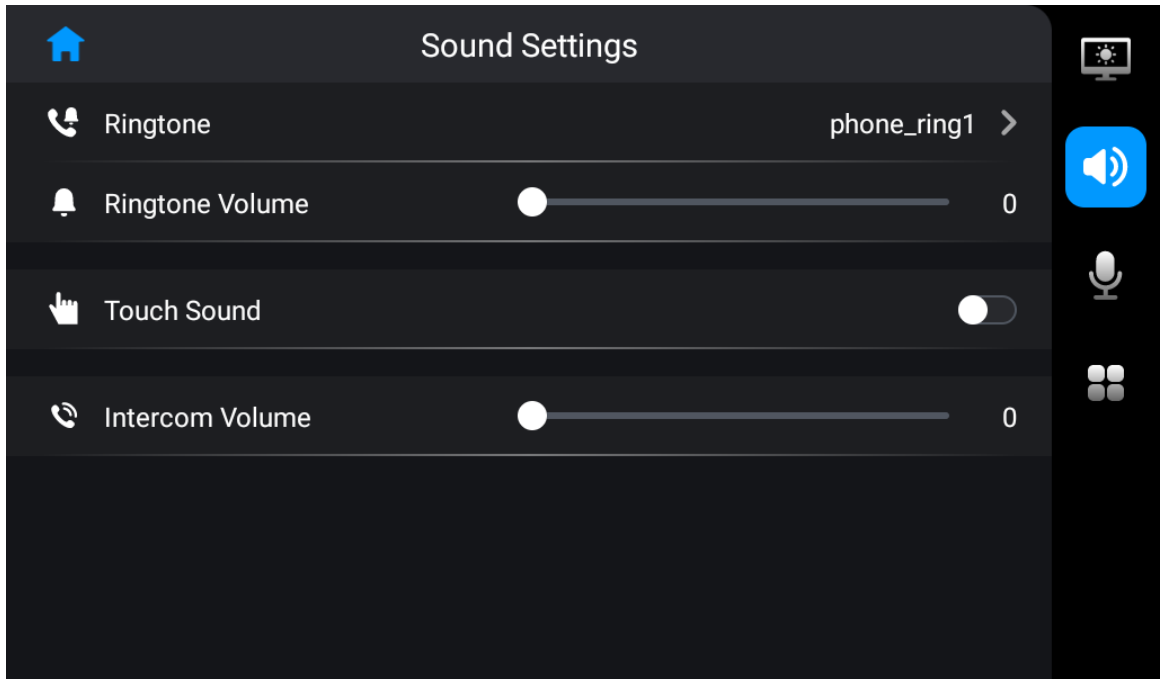 Sound Settings
Ringtone phone_ring1
Ringtone Volume 0
Touch Sound
Intercom Volume 0